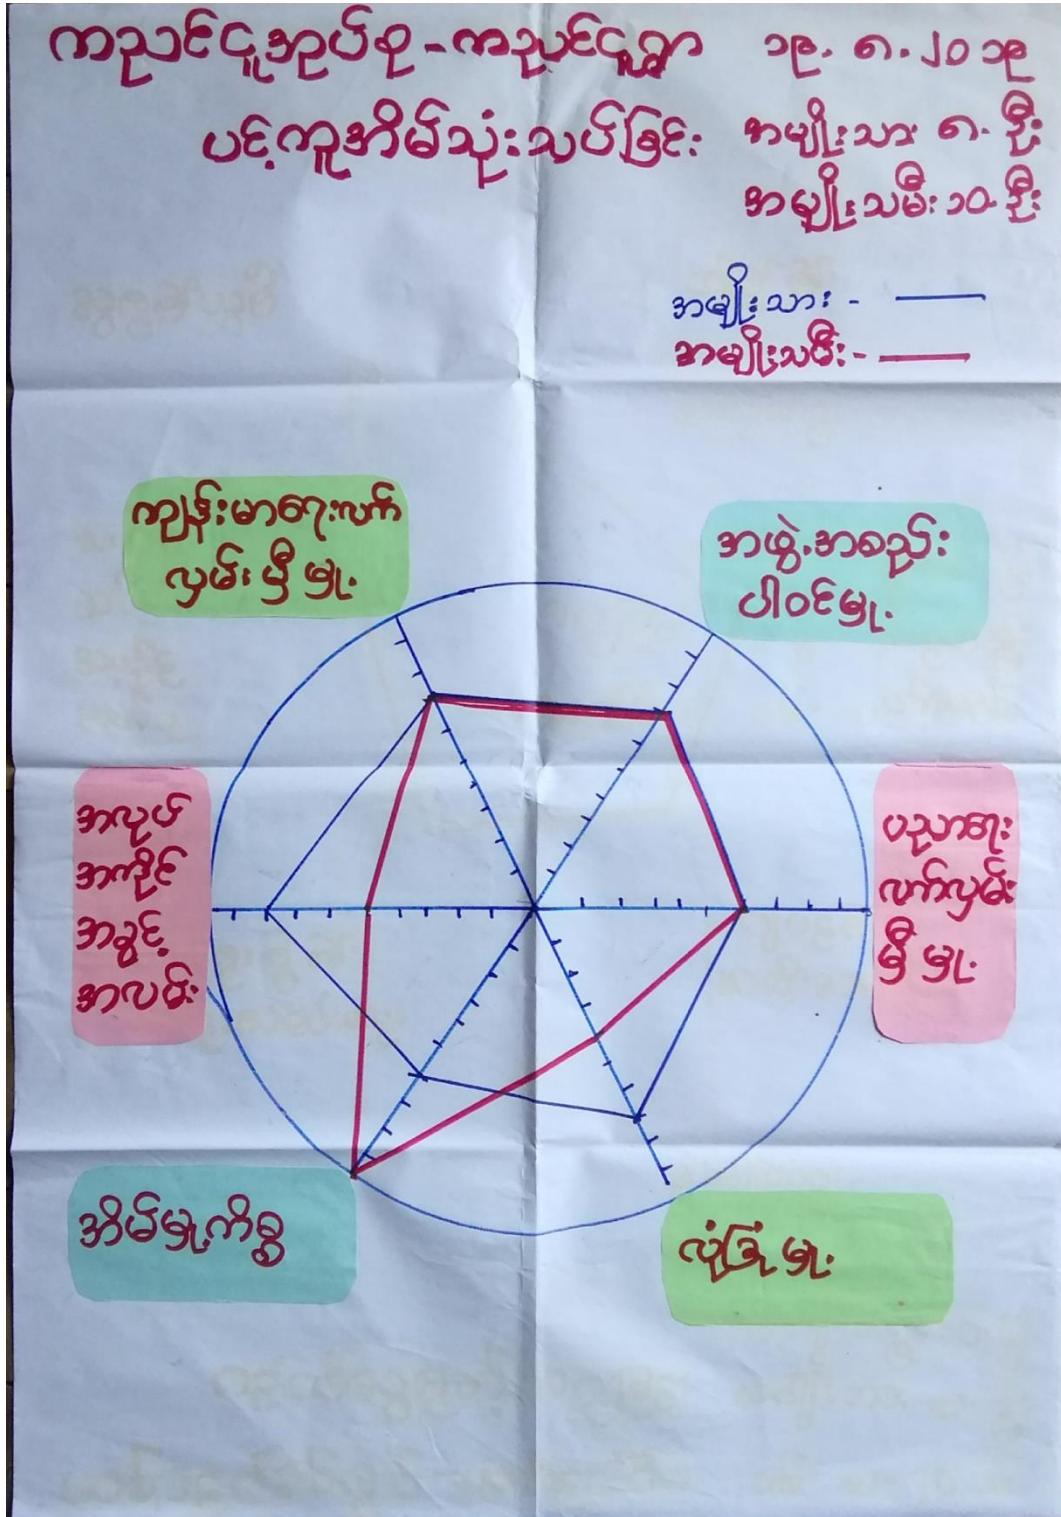 ကညင်ငူအုပ်စု - ကညင်ငူရွာ ၁၉.၈.၂၀၁၉
ပင့်ကူအိမ်သုံးသပ်ခြင်း အမျိုးသား ၈ ဦး
အမျိုးသမီး ၁၀ ဦး
အမျိုးသား -
အမျိုးသမီး -
ကျန်းမာရေးလက်
လှမ်းမှီမှု.
အဖွဲ့အစည်း
ပါဝင်မှု.
အလုပ်
အကိုင်
အခွင့်
အလမ်း
ပညာရေး
လက်လှမ်း
မှီမှု.
အိမ်မှုကိစ္စ
လုံခြုံမှု.